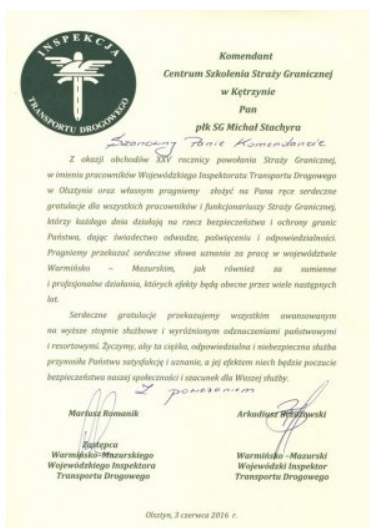 INSPEKCJA
TRANSPORTU DROGOWEGO
Komendant
Centrum Szkolenia Straży Granicznej
w Kętrzynie
Pan
płk SG Michał Stachyra
Szanowny Panie Komendancie
Z okazji obchodów XXV rocznicy powołania Straży Granicznej,
w imieniu pracowników Wojewódzkiego Inspektoratu Transportu Drogowego
w Olsztynie oraz własnym pragniemy złożyć na Pana ręce serdeczne
gratulacje dla wszystkich pracowników i funkcjonariuszy Straży Granicznej,
którzy każdego dnia działają na rzecz bezpieczeństwa i ochrony granic
Państwa, dając świadectwo odwadze, poświęceniu i odpowiedzialności.
Pragniemy przekazać serdeczne słowa uznania za pracę w województwie
Warmińsko – Mazurskim, jak również za sumienne
i profesjonalne działania, których efekty będą obecne przez wiele następnych
lat.
Serdeczne gratulacje przekazujemy wszystkim awansowanym
na wyższe stopnie służbowe i wyróżnionym odznaczeniami państwowymi
i resortowymi. Życzymy, aby ta ciężka, odpowiedzialna i niebezpieczna służba
przynosiła Państwu satysfakcję i uznanie, a jej efektem niech będzie poczucie
bezpieczeństwa naszej społeczności i szacunek dla Waszej służby.
Z poważaniem
Mariusz Romanik
Zastępca
Warmińsko-Mazurskiego
Wojewódzkiego Inspektora
Transportu Drogowego
Arkadiusz
Warmińsko –Mazurski
Wojewódzki Inspektor
Transportu Drogowego
Olsztyn, 3 czerwca 2016 r.